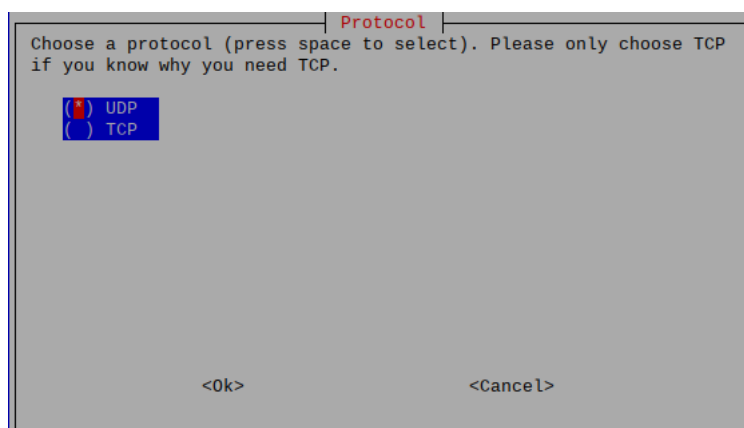 Protocol
Choose a protocol (press space to select). Please only choose TCP
if you know why you need TCP.
(*) UDP
( ) TCP
<Ok> <Cancel>